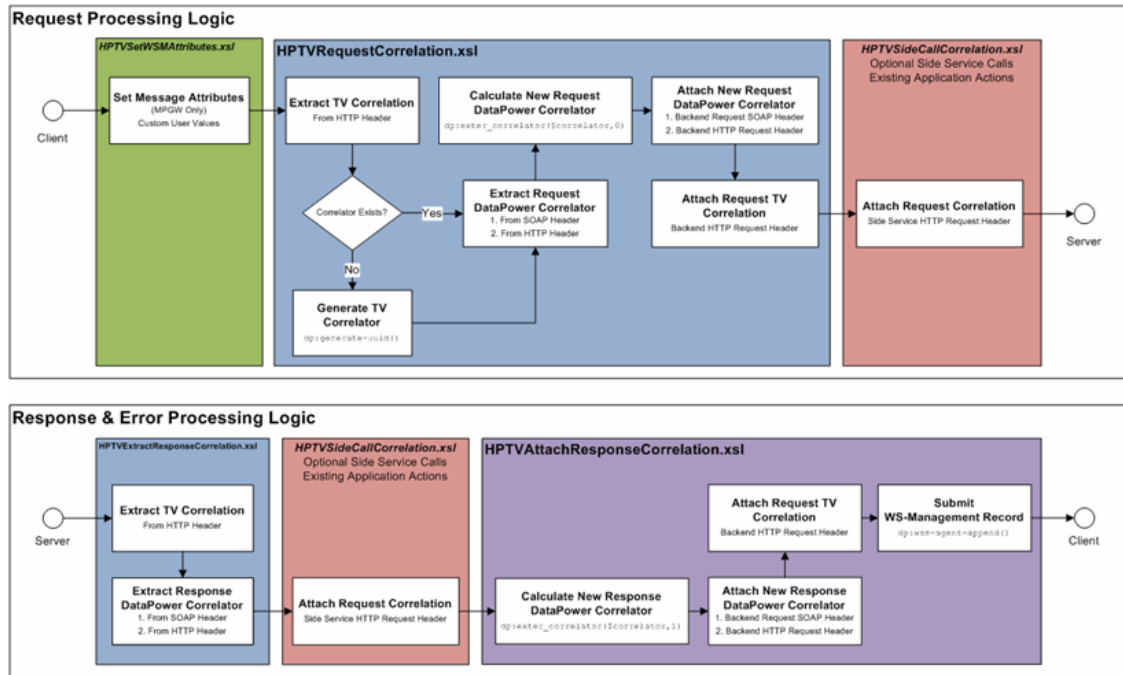 Request Processing Logic
HPTVSetWSMAttributes.xsl
Client
Set Message Attributes
(MPGW Only)
Custom User Values
HPTVRequestCorrelation.xsl
Extract TV Correlation
From HTTP Header
Correlator Exists?
Yes
No
Generate TV
Correlator
dp:generate-uuid()
Extract Request
DataPower Correlator
1. From SOAP Header
2. From HTTP Header
Calculate New Request
DataPower Correlator
dp:exter_correlator($correlator,0)
Attach New Request
DataPower Correlator
1. Backend Request SOAP Header
2. Backend HTTP Request Header
Attach Request TV
Correlation
Backend HTTP Request Header
HPTVSideCallCorrelation.xsl
Optional Side Service Calls
Existing Application Actions
Attach Request Correlation
Side Service HTTP Request Header
Server
Response & Error Processing Logic
HPTVExtractResponseCorrelation.xsl
Server
Extract TV Correlation
From HTTP Header
Extract Response
DataPower Correlator
1. From SOAP Header
2. From HTTP Header
HPTVSideCallCorrelation.xsl
Optional Side Service Calls
Existing Application Actions
Attach Request Correlation
Side Service HTTP Request Header
HPTVAttachResponseCorrelation.xsl
Calculate New Response
DataPower Correlator
dp:exter_correlator($correlator,1)
Attach New Response
DataPower Correlator
1. Backend Request SOAP Header
2. Backend HTTP Request Header
Attach Request TV
Correlation
Backend HTTP Request Header
Submit
WS-Management Record
dp:wsm-agent-append()
Client